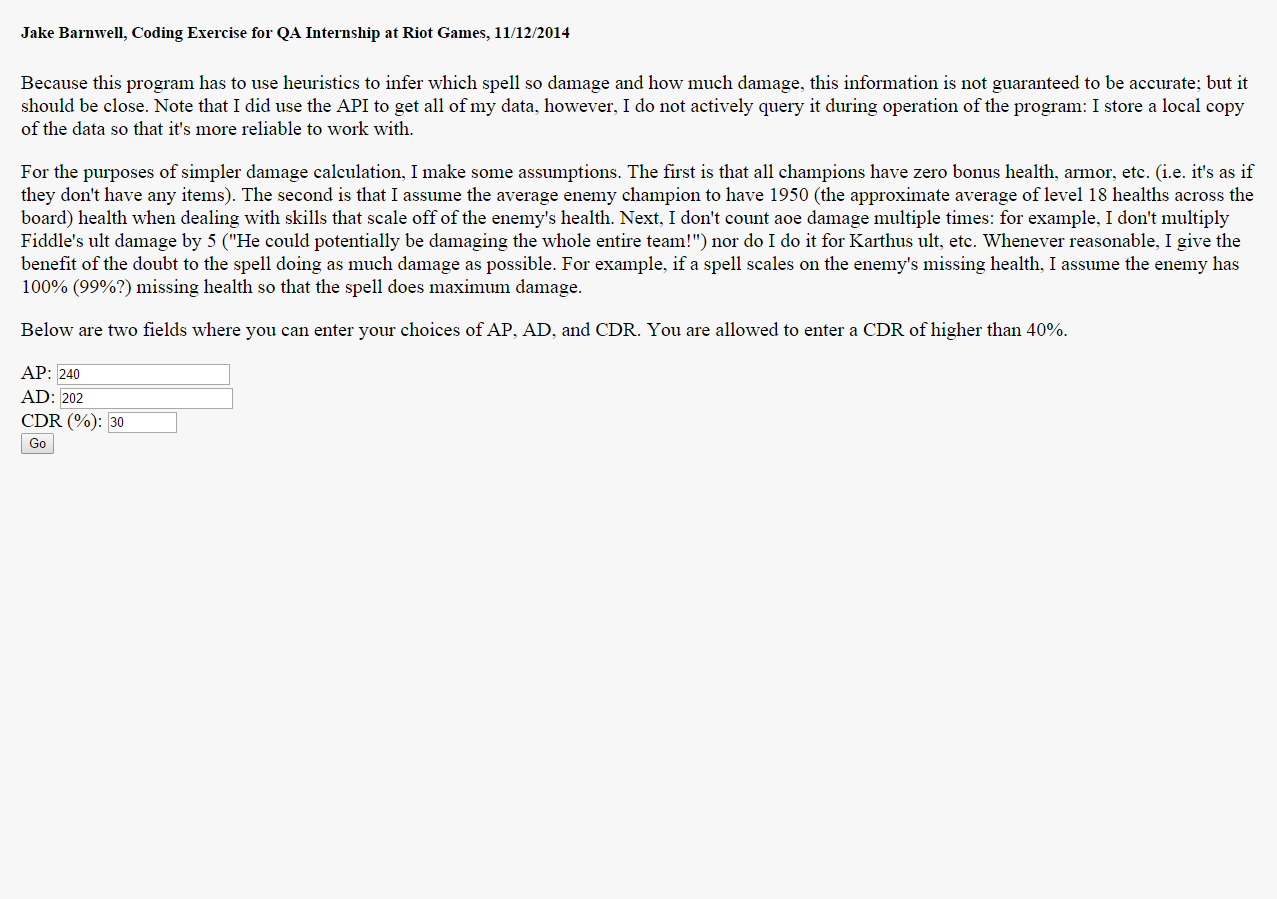 Jake Barnwell, Coding Exercise for QA Internship at Riot Games, 11/12/2014
Because this program has to use heuristics to infer which spell so damage and how much damage, this information is not guaranteed to be accurate; but it
should be close. Note that I did use the API to get all of my data, however, I do not actively query it during operation of the program: I store a local copy
of the data so that it's more reliable to work with.
For the purposes of simpler damage calculation, I make some assumptions. The first is that all champions have zero bonus health, armor, etc. (i.e. it's as if
they don't have any items). The second is that I assume the average enemy champion to have 1950 (the approximate average of level 18 healths across the
board) health when dealing with skills that scale off of the enemy's health. Next, I don't count aoe damage multiple times: for example, I don't multiply
Fiddle's ult damage by 5 ("He could potentially be damaging the whole entire team!") nor do I do it for Karthus ult, etc. Whenever reasonable, I give the
benefit of the doubt to the spell doing as much damage as possible. For example, if a spell scales on the enemy's missing health, I assume the enemy has
100% (99%?) missing health so that the spell does maximum damage.
Below are two fields where you can enter your choices of AP, AD, and CDR. You are allowed to enter a CDR of higher than 40%.
AP: 240
AD: 202
CDR (%): 30
Go